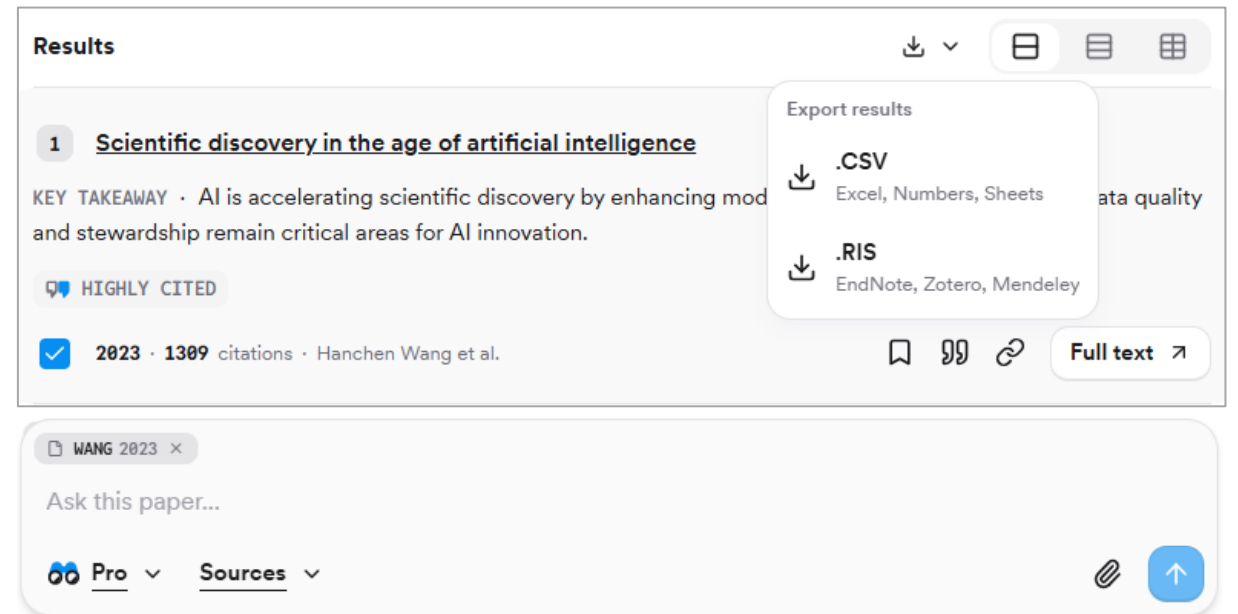 Results
Export results
.CSV
Excel, Numbers, Sheets
.RIS
EndNote, Zotero, Mendeley
1 Scientific discovery in the age of artificial intelligence
KEY TAKEAWAY · AI is accelerating scientific discovery by enhancing mod ata quality
and stewardship remain critical areas for AI innovation.
HIGHLY CITED
2023 · 1309 citations · Hanchen Wang et al.
Full text
WANG 2023 ×
Ask this paper...
Pro Sources